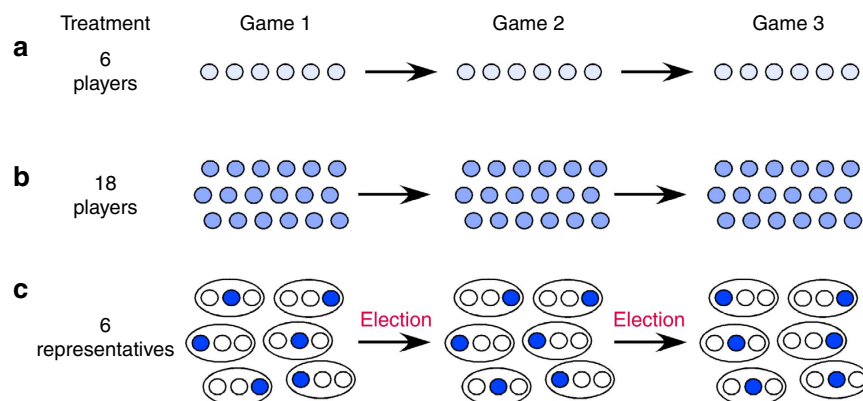 Treatment Game 1 Game 2 Game 3
a
6
players
b
18
players
c
Election Election
6
representatives